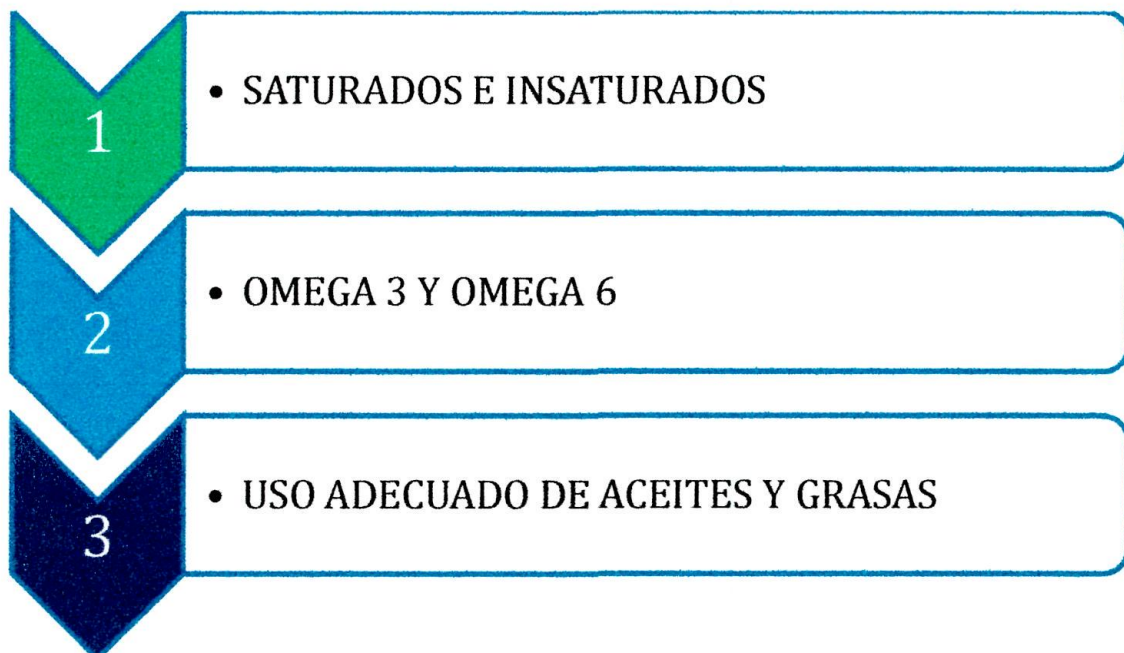 1
• SATURADOS E INSATURADOS
2
• OMEGA 3 Y OMEGA 6
3
• USO ADECUADO DE ACEITES Y GRASAS